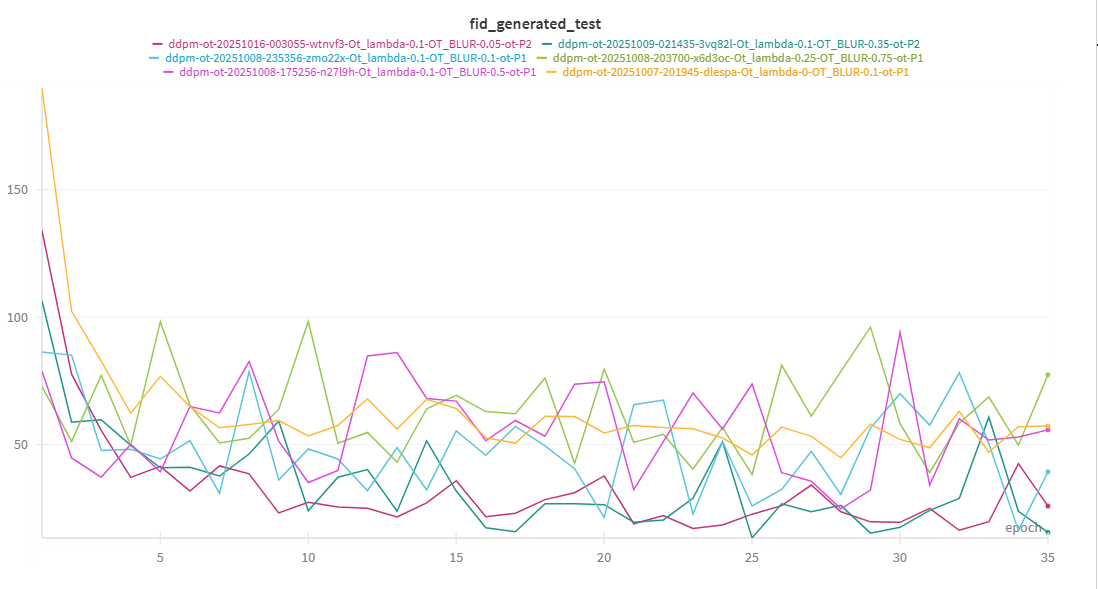 fid_generated_test
ddpm-ot-20251016-003055-wtnvf3-Ot_lambda-0.1-OT_BLUR-0.05-ot-P2 ddpm-ot-20251009-021435-3vq82l-Ot_lambda-0.1-OT_BLUR-0.35-ot-P2
ddpm-ot-20251008-235356-zmo22x-Ot_lambda-0.1-OT_BLUR-0.1-ot-P1 ddpm-ot-20251008-203700-x6d3oc-Ot_lambda-0.25-OT_BLUR-0.75-ot-P1
ddpm-ot-20251008-175256-n27l9h-Ot_lambda-0.1-OT_BLUR-0.5-ot-P1 ddpm-ot-20251007-201945-dlespa-Ot_lambda-0-OT_BLUR-0.1-ot-P1
150
100
50
epoch
5 10 15 20 25 30 35